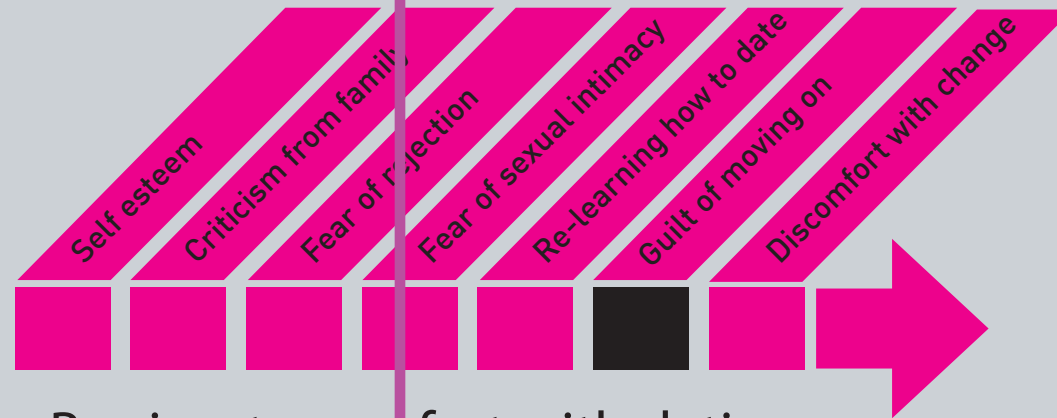 Self esteem
Criticism from family
Fear of rejection
Fear of sexual intimacy
Re-learning how to date
Guilt of moving on
Discomfort with change